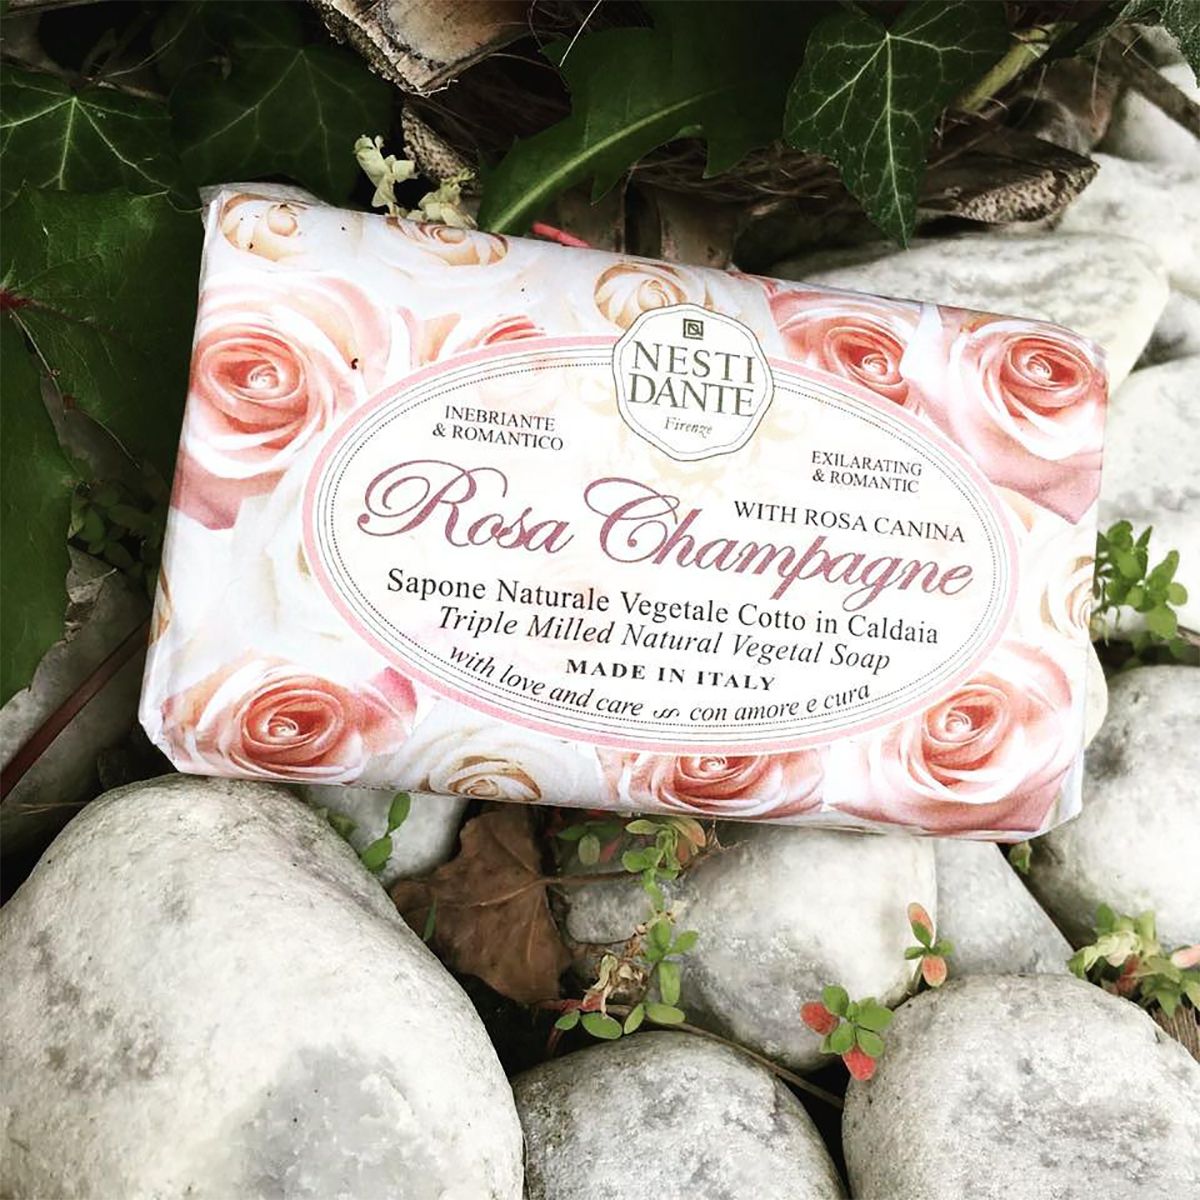 NESTI
DANTE
Firenze
INEBRIANTE
& ROMANTICO
EXILARATING
& ROMANTIC
WITH ROSA CANINA
Rosa Champagne
Sapone Naturale Vegetale Cotto in Caldaia
Triple Milled Natural Vegetal Soap
MADE IN ITALY
with love and care con amore e cura